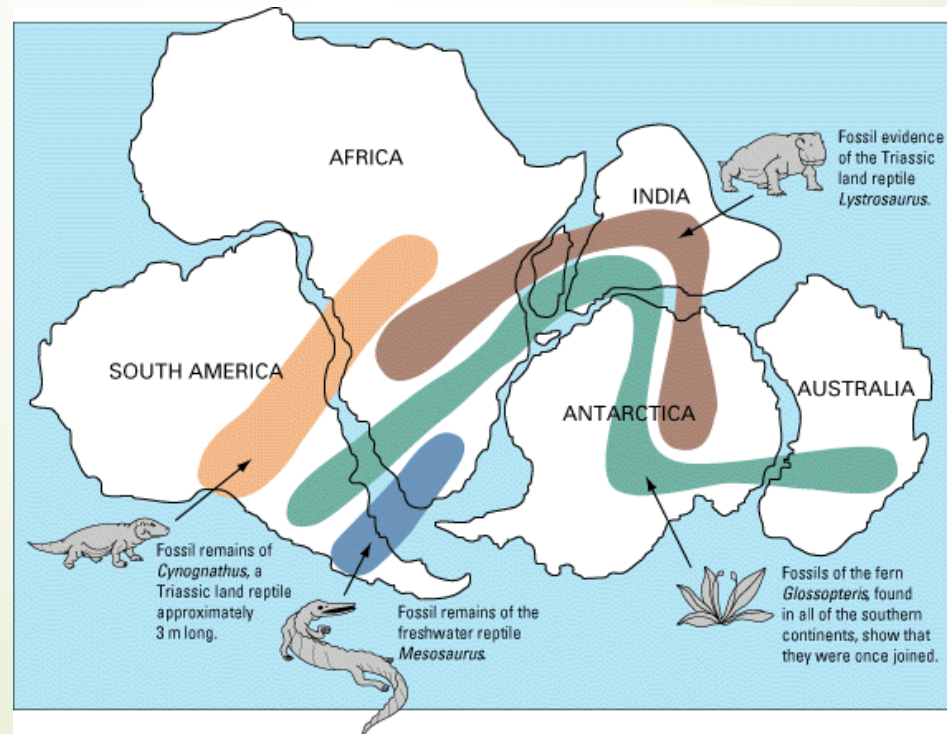 AFRICA
Fossil evidence
of the Triassic
land reptile
Lystrosaurus.
INDIA
SOUTH AMERICA
ANTARCTICA
AUSTRALIA
Fossil remains of
Cynognathus, a
Triassic land reptile
approximately
3 m long.
Fossil remains of the
freshwater reptile
Mesosaurus.
Fossils of the fern
Glossopteris, found
in all of the southern
continents, show that
they were once joined.